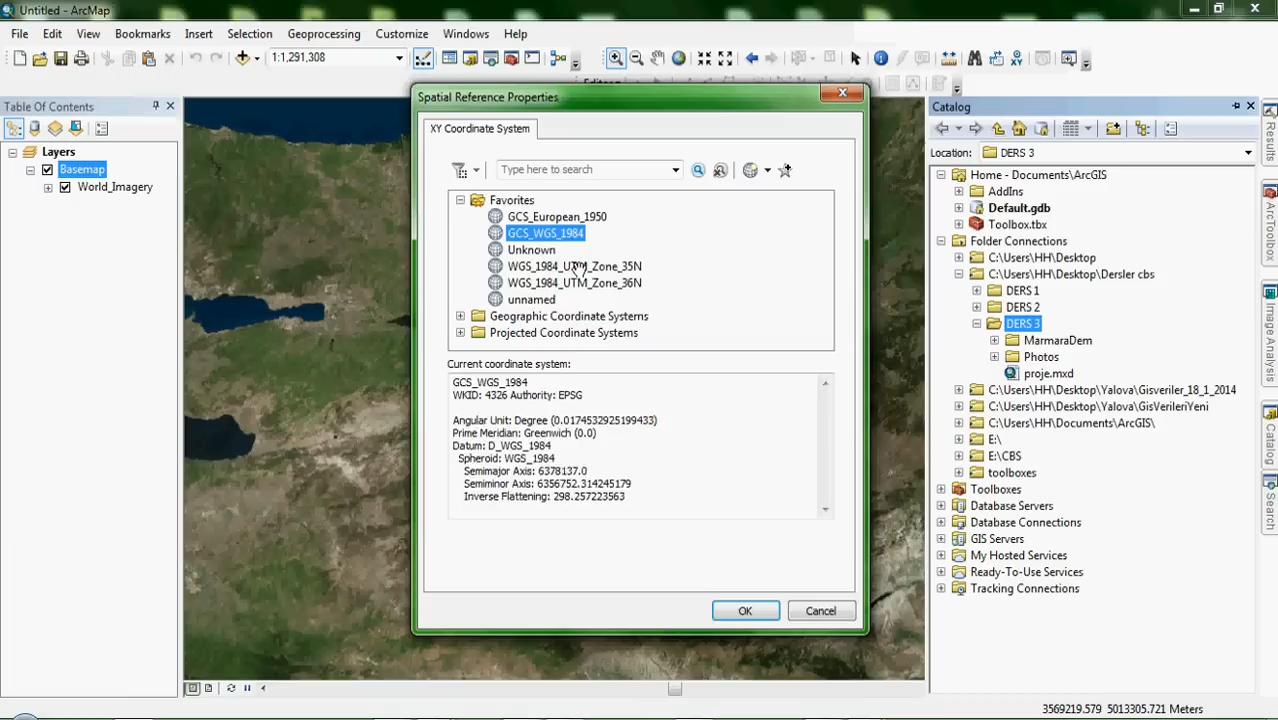 Untitled - ArcMap
File Edit View Bookmarks Insert Selection Geoprocessing Customize Windows Help
1:1,291,308
Table Of Contents
Layers
Basemap
World_Imagery
Spatial Reference Properties
XY Coordinate System
Type here to search
Favorites
GCS_European_1950
GCS_WGS_1984
Unknown
WGS_1984_UTM_Zone_35N
WGS_1984_UTM_Zone_36N
unnamed
Geographic Coordinate Systems
Projected Coordinate Systems
Current coordinate system:
GCS_WGS_1984
WKID: 4326 Authority: EPSG
Angular Unit: Degree (0.0174532925199433)
Prime Meridian: Greenwich (0.0)
Datum: D_WGS_1984
Spheroid: WGS_1984
Semimajor Axis: 6378137.0
Semiminor Axis: 6356752.314245179
Inverse Flattening: 298.257223563
OK Cancel
Catalog
Location: DERS 3
Home - Documents\ArcGIS
AddIns
Default.gdb
Toolbox.tbx
Folder Connections
C:\Users\HH\Desktop
C:\Users\HH\Desktop\Dersler cbs
DERS 1
DERS 2
DERS 3
MarmaraDem
Photos
proje.mxd
C:\Users\HH\Desktop\Yalova\Gisveriler_18_1_2014
C:\Users\HH\Desktop\Yalova\GisVerileriYeni
C:\Users\HH\Documents\ArcGIS\
E:\
E:\CBS
toolboxes
Toolboxes
Database Servers
Database Connections
GIS Servers
My Hosted Services
Ready-To-Use Services
Tracking Connections
Results
ArcToolbox
Image Analysis
Catalog
Search
3569219.579 5013305.721 Meters